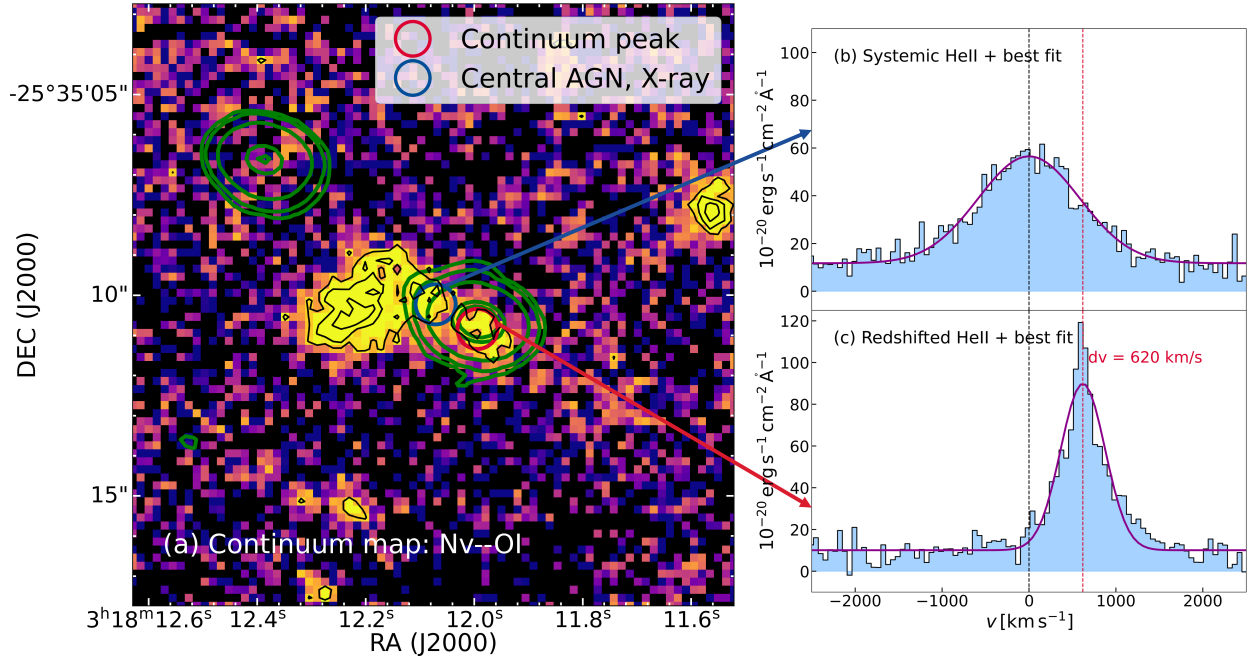 Continuum peak
Central AGN, X-ray
-25°35'05"
10"
15"
DEC (J2000)
(a) Continuum map: Nv--OI
3ʰ18ᵐ12.6ˢ 12.4ˢ 12.2ˢ 12.0ˢ 11.8ˢ 11.6ˢ
RA (J2000)
(b) Systemic HeII + best fit
100
80
60
40
20
0
10⁻²⁰ erg s⁻¹ cm⁻² Å⁻¹
(c) Redshifted HeII + best fit
dv = 620 km/s
120
100
80
60
40
20
0
10⁻²⁰ erg s⁻¹ cm⁻² Å⁻¹
−2000 −1000 0 1000 2000
v [km s⁻¹]